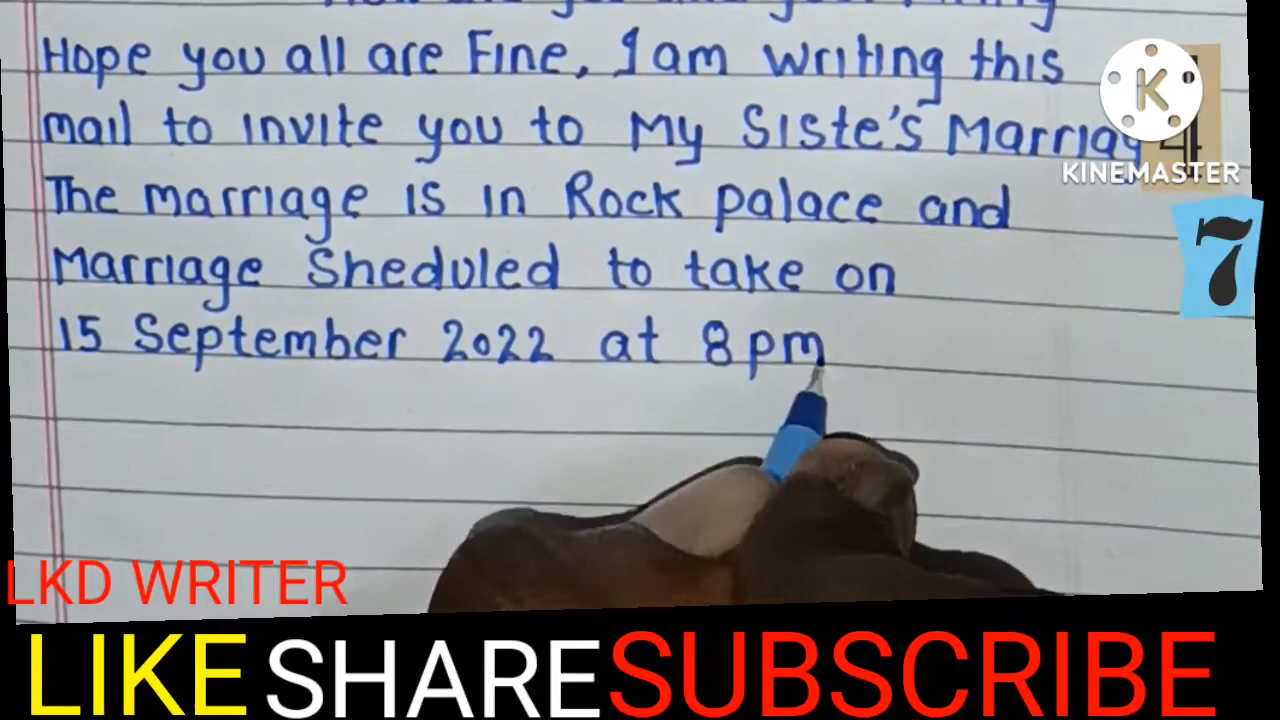 Hope you all are Fine, I am writing this
mail to invite you to My Siste's
The marriage is in Rock palace and
Marriage Sheduled to take on
15 September 2022 at 8pm
K
KINEMASTER
4
7
LKD WRITER
LIKE SHARE SUBSCRIBE